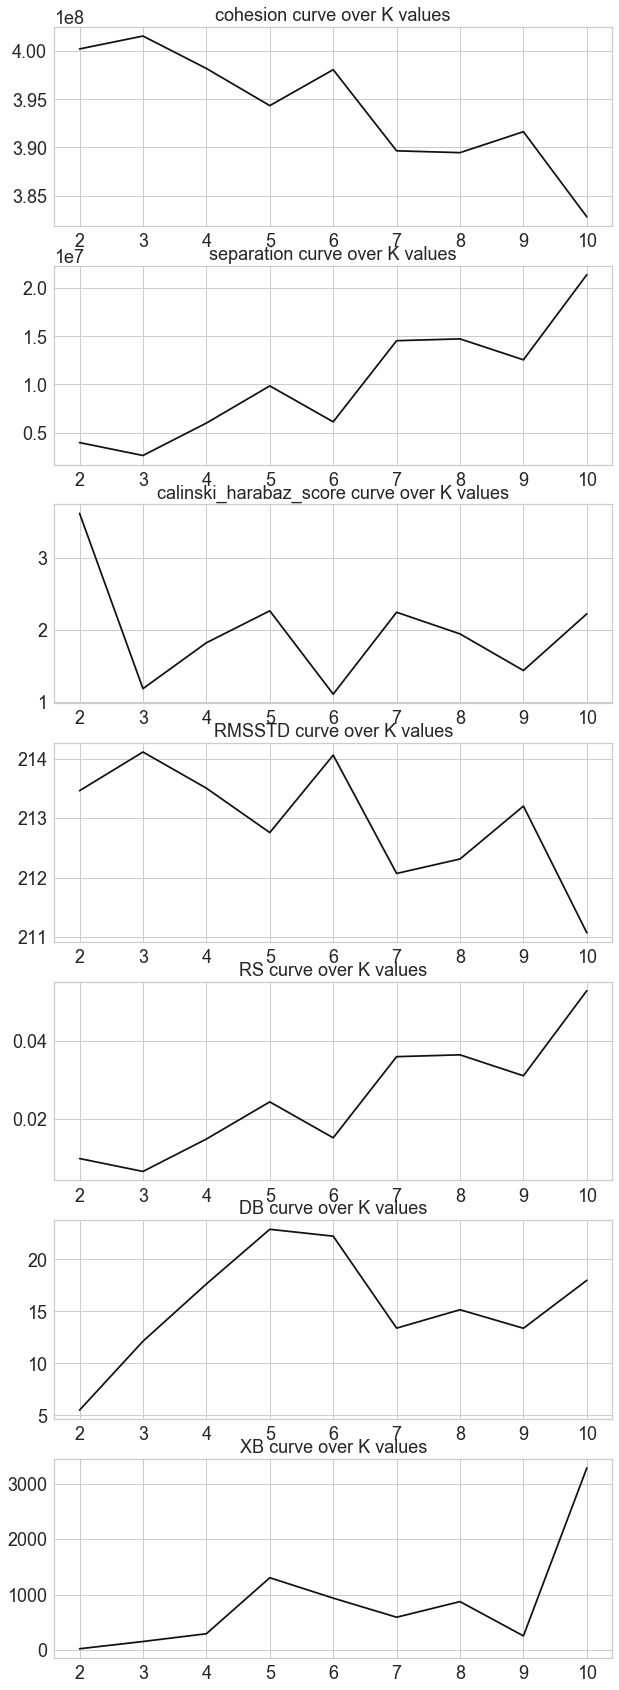 cohesion curve over K values
1e8
4.00
3.95
3.90
3.85
2 3 4 5 6 7 8 9 10
separation curve over K values
1e7
2.0
1.5
1.0
0.5
2 3 4 5 6 7 8 9 10
calinski_harabaz_score curve over K values
3
2
1
2 3 4 5 6 7 8 9 10
RMSSTD curve over K values
214
213
212
211
2 3 4 5 6 7 8 9 10
RS curve over K values
0.04
0.02
2 3 4 5 6 7 8 9 10
DB curve over K values
20
15
10
5
2 3 4 5 6 7 8 9 10
XB curve over K values
3000
2000
1000
0
2 3 4 5 6 7 8 9 10